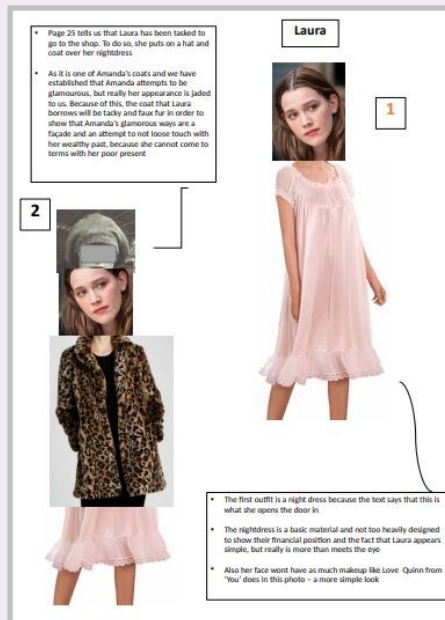 • Page 25 tells us that Laura has been tasked to
go to the shop. To do so, she puts on a hat and
coat over her nightdress
• As it is one of Amanda's coats and we have
established that Amanda attempts to be
glamourous, but really her appearance is jaded
to us. Because of this, the coat that Laura
borrows will be tacky and faux fur in order to
show that Amanda's glamorous ways are a
façade and an attempt to not loose touch with
her wealthy past, because she cannot come to
terms with her poor present
Laura
1
2
• The first outfit is a night dress because the text says that this is
what she opens the door in
• The nightdress is a basic material and not too heavily designed
to show their financial position and the fact that Laura appears
simple, but really is more than meets the eye
• Also her face wont have as much makeup like Love Quinn from
'You' does in this photo – a more simple look